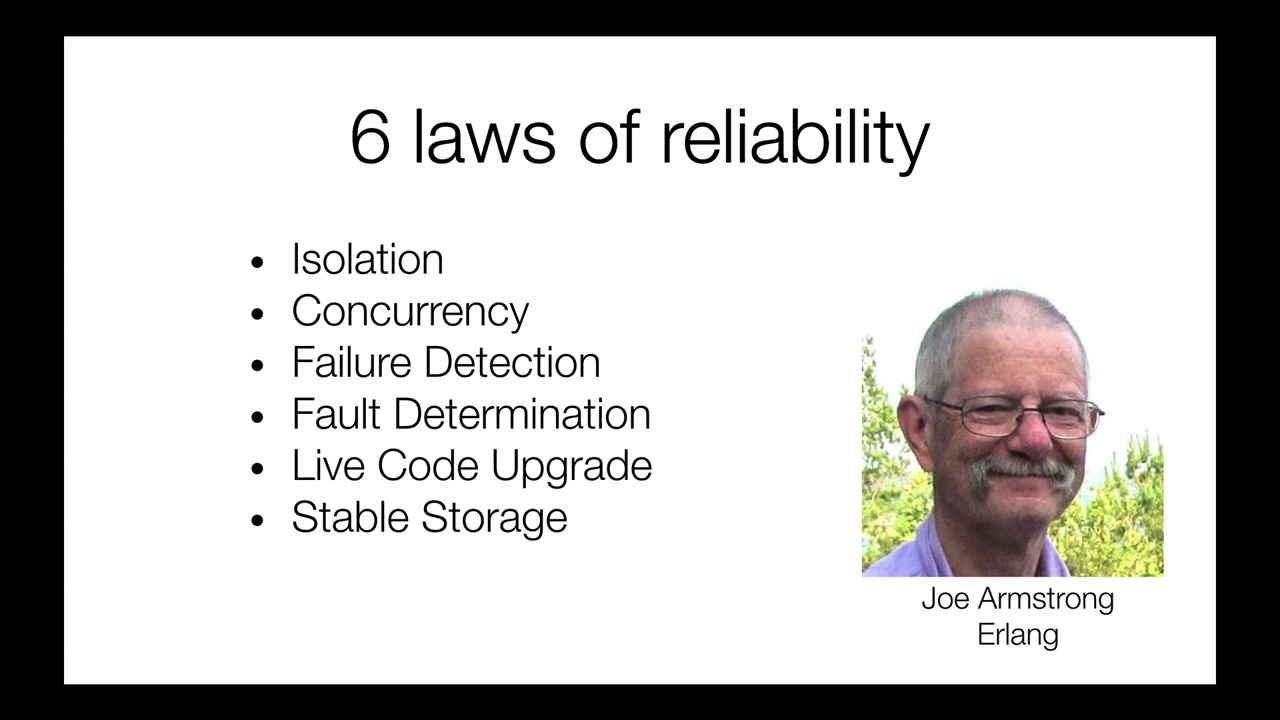 6 laws of reliability
• Isolation
• Concurrency
• Failure Detection
• Fault Determination
• Live Code Upgrade
• Stable Storage
Joe Armstrong
Erlang